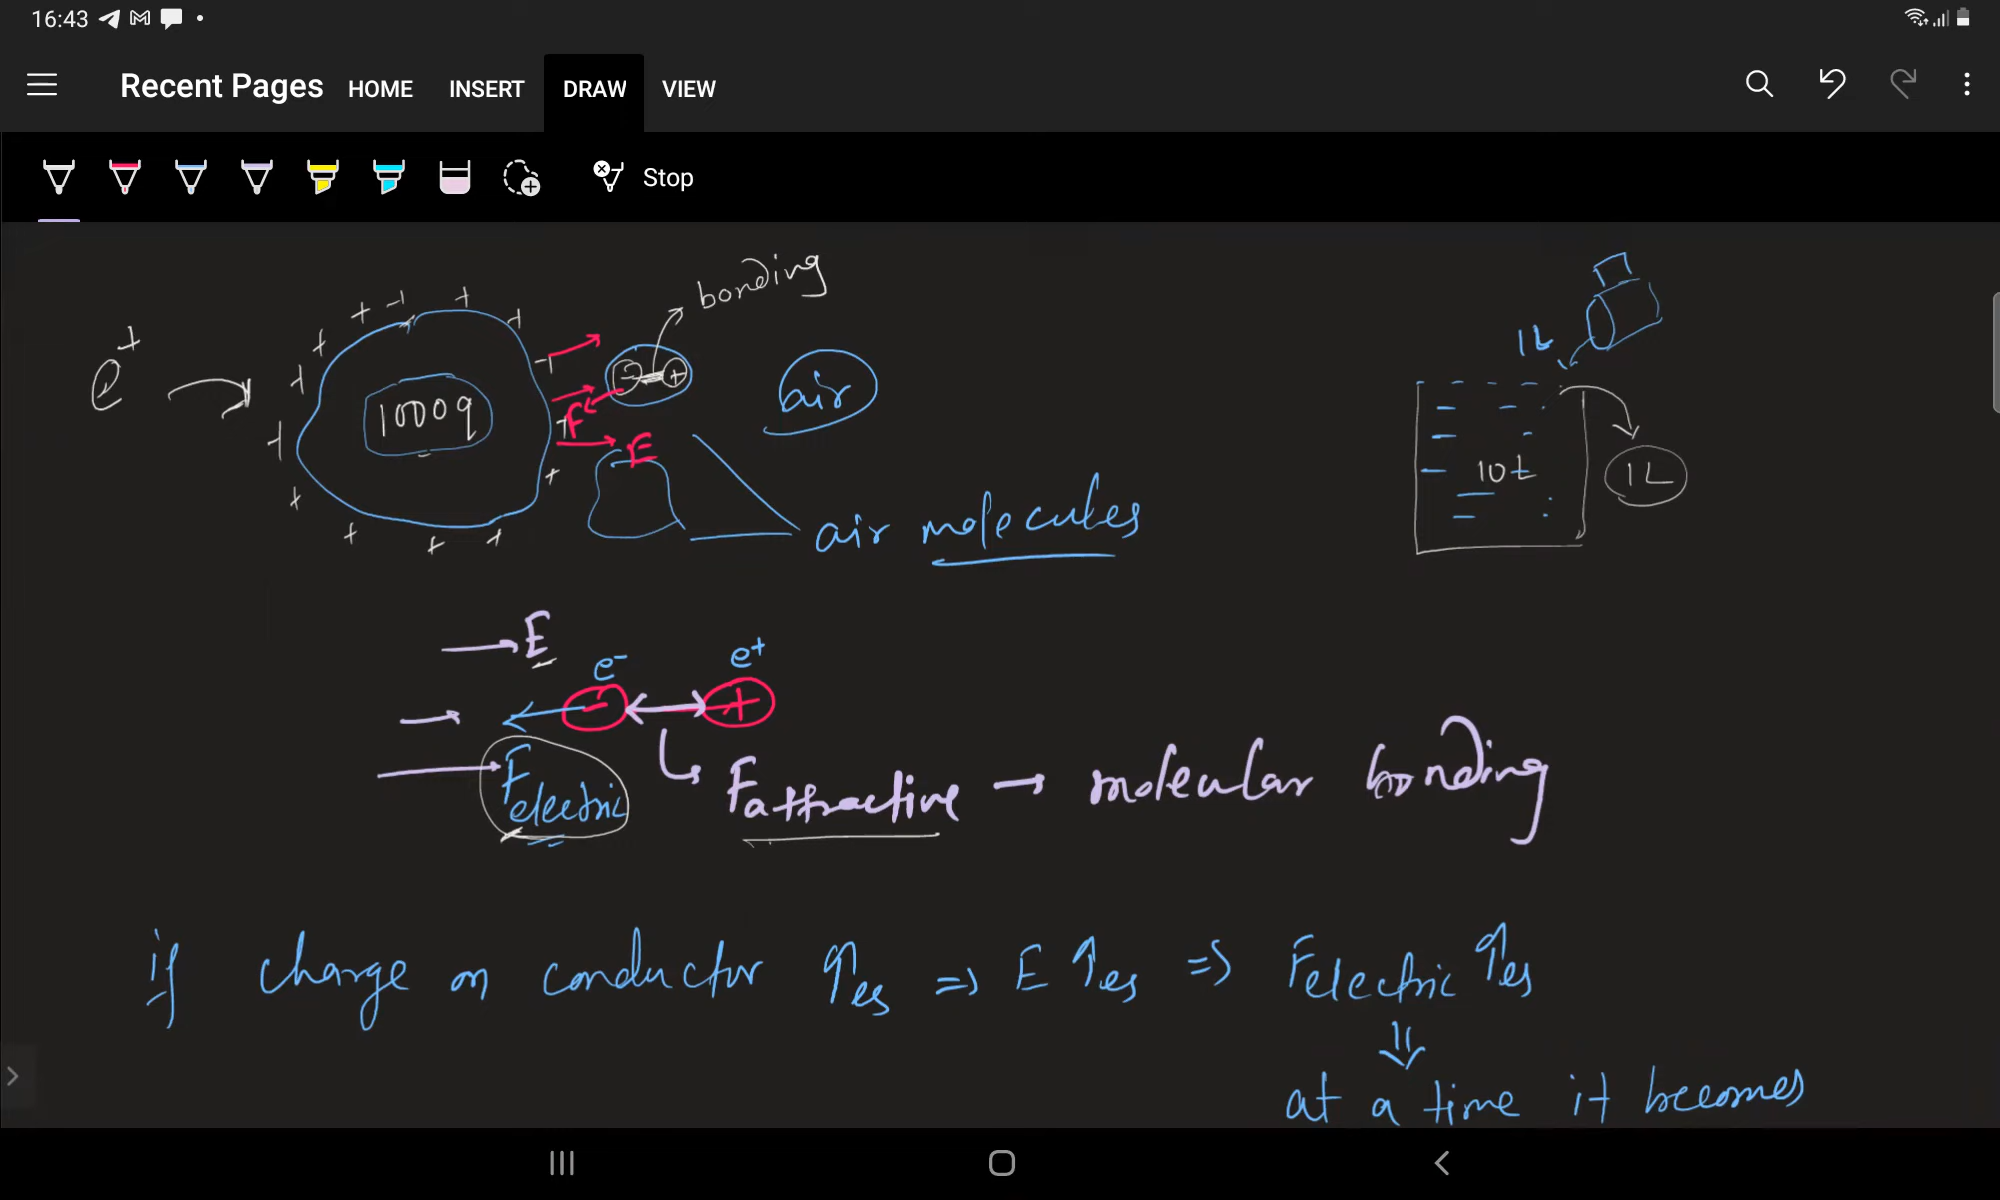 16:43
Recent Pages HOME INSERT DRAW VIEW
Stop
bonding
e+
1000q
air
F
E
air molecules
1L
10L
1L
E
e- e+
Felectric
Fattractive → molecular bonding
if charge on conductor ↑es => E ↑es => Felectric ↑es
at a time it becomes